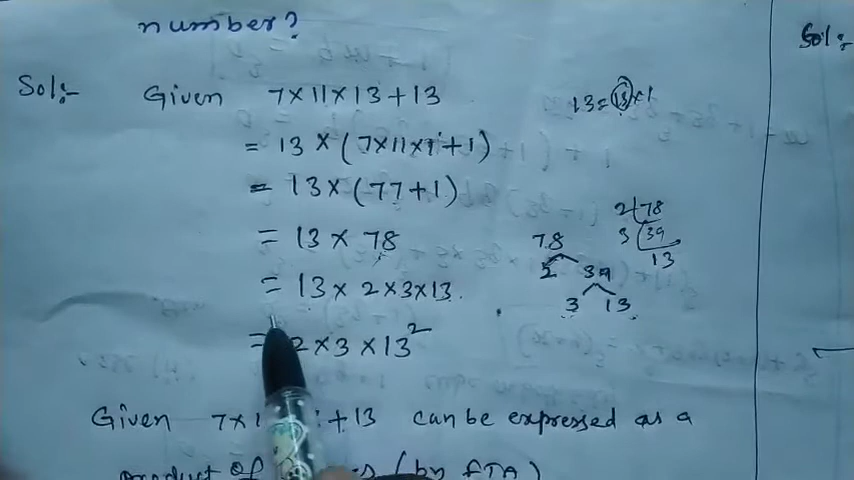 number?
Sol:-
Given 7×11×13+13
13=13×1
= 13×(7×11×1+1)
= 13×(77+1)
= 13×78
= 13×2×3×13.
= 2×3×13²
78
2 39
3 13
2 78
3 39
13
Given 7×1 +13 can be expressed as a
product of (by FTA)
Sol:-